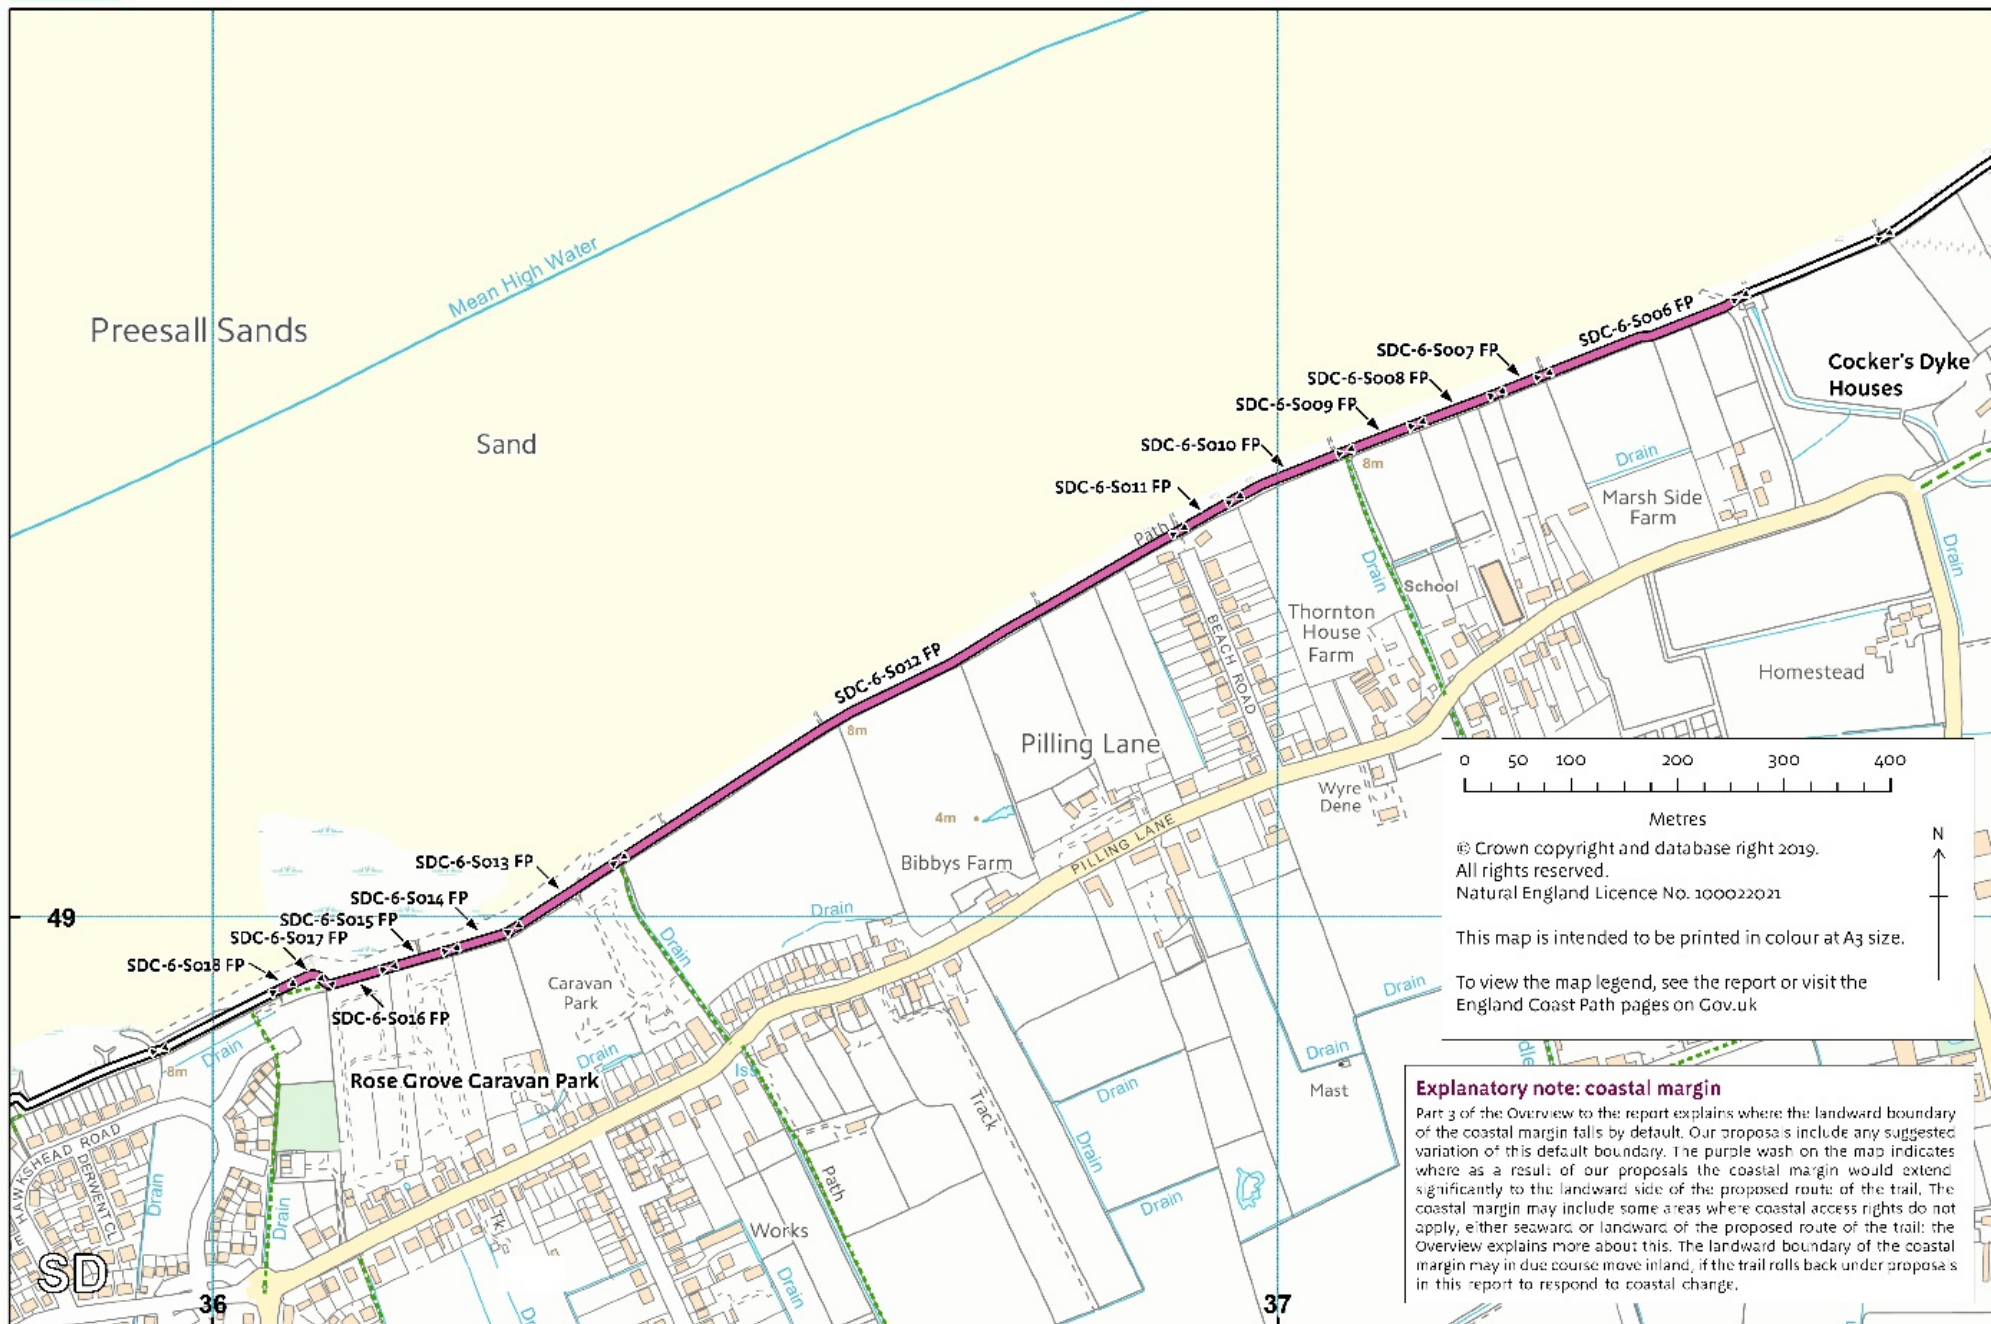 Mean High Water
Preesall Sands
Sand
SDC-6-S006 FP
SDC-6-S007 FP
SDC-6-S008 FP
SDC-6-S009 FP
SDC-6-S010 FP
SDC-6-S011 FP
Cocker's Dyke
Houses
8m
Drain
Marsh Side
Farm
Path
Drain
School
Drain
BEACH ROAD
Thornton
House
Farm
Homestead
SDC-6-S012 FP
8m
Pilling Lane
Wyre
Dene
4m
PILLING LANE
Bibbys Farm
0 50 100 200 300 400
Metres
© Crown copyright and database right 2019.
All rights reserved.
Natural England Licence No. 100022021
N
This map is intended to be printed in colour at A3 size.
To view the map legend, see the report or visit the
England Coast Path pages on Gov.uk
SDC-6-S013 FP
SDC-6-S014 FP
SDC-6-S015 FP
SDC-6-S017 FP
SDC-6-S018 FP
SDC-6-S016 FP
49
Drain
Drain
Caravan
Park
Drain
Drain
8m
Drain
Iss
Rose Grove Caravan Park
Drain
Mast
Track
Drain
Drain
Drain
Path
HAWKSHEAD ROAD
DERWENT CL
Drain
Drain
Tk
Works
Drain
SD
36
37
Explanatory note: coastal margin
Part 3 of the Overview to the report explains where the landward boundary
of the coastal margin falls by default. Our proposals include any suggested
variation of this default boundary. The purple wash on the map indicates
where as a result of our proposals the coastal margin would extend
significantly to the landward side of the proposed route of the trail. The
coastal margin may include some areas where coastal access rights do not
apply, either seaward or landward of the proposed route of the trail: the
Overview explains more about this. The landward boundary of the coastal
margin may in due course move inland, if the trail rolls back under proposals
in this report to respond to coastal change.